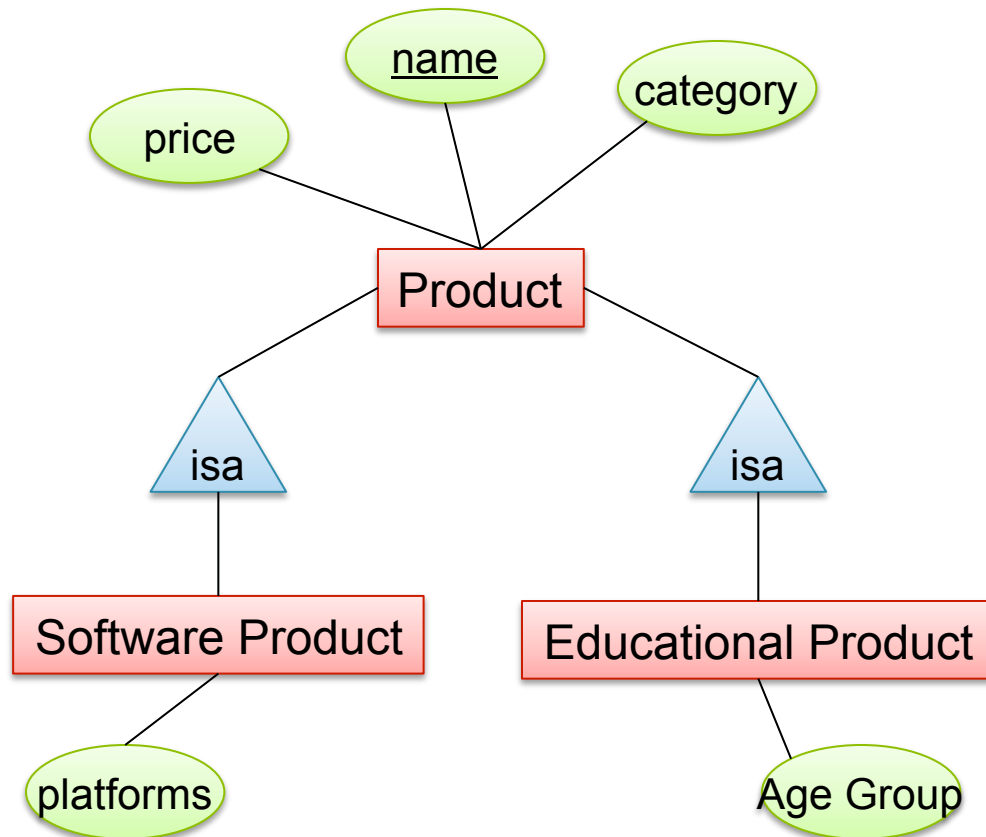 name
category
price
Product
isa
isa
Software Product
Educational Product
platforms
Age Group